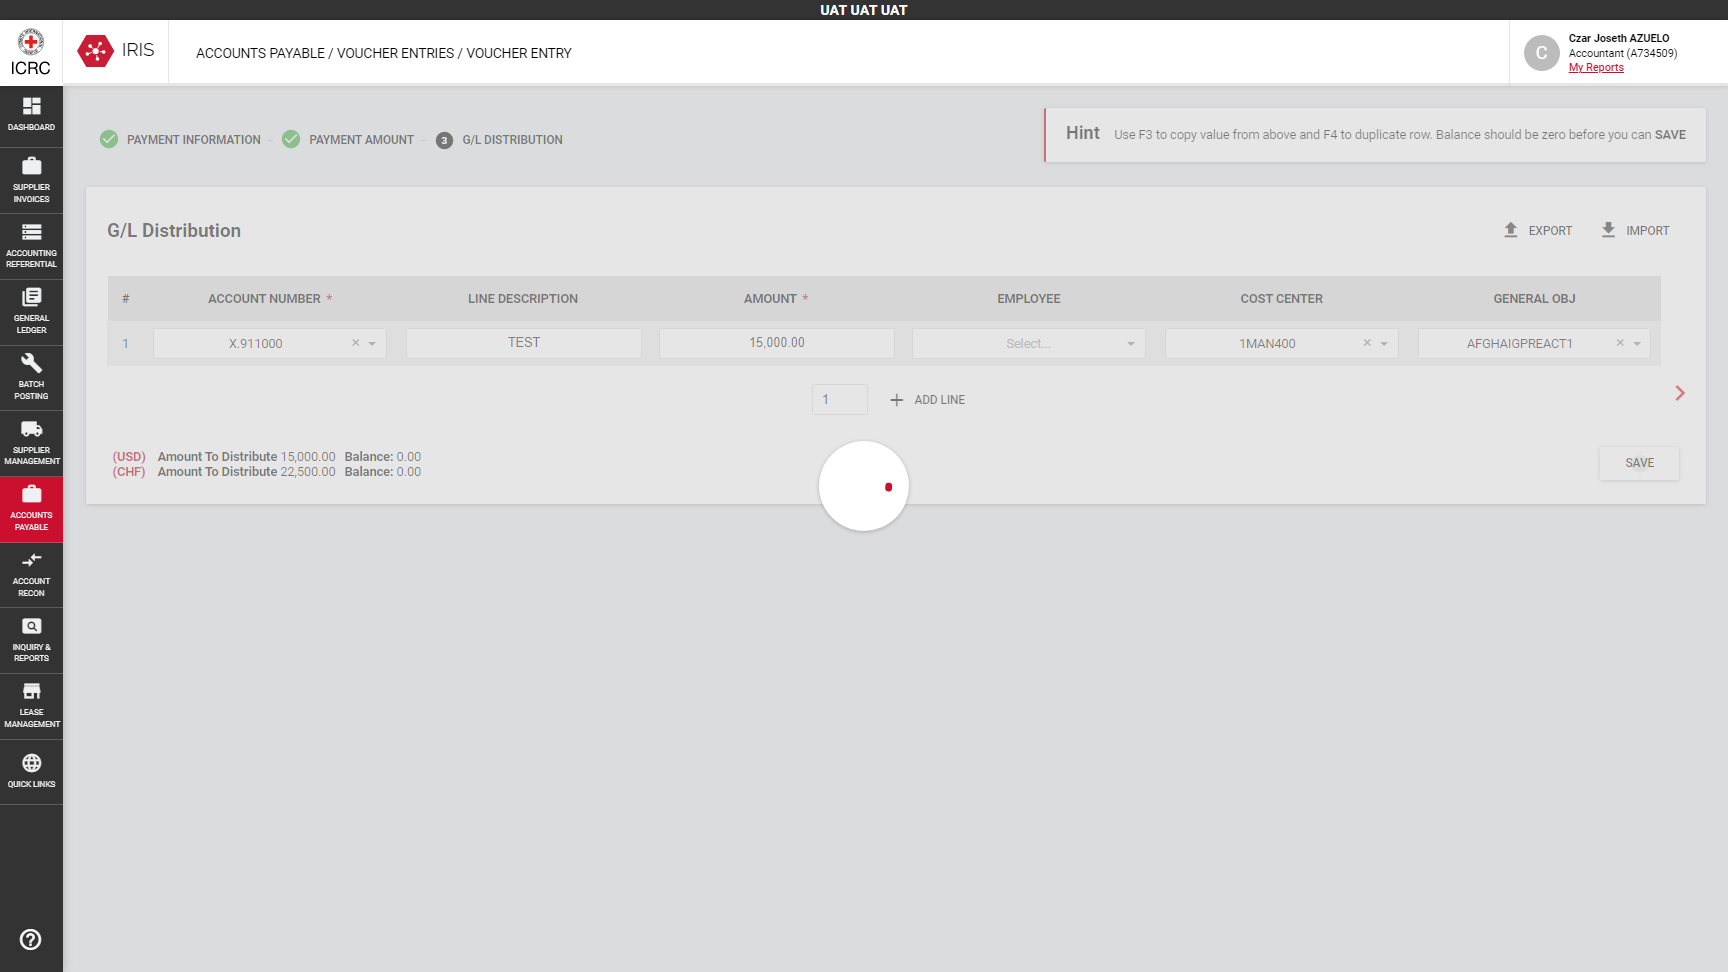 UAT UAT UAT
ICRC
IRIS
ACCOUNTS PAYABLE / VOUCHER ENTRIES / VOUCHER ENTRY
C
Czar Joseth AZUELO
Accountant (A734509)
My Reports
DASHBOARD
SUPPLIER
INVOICES
ACCOUNTING
REFERENTIAL
GENERAL
LEDGER
BATCH
POSTING
SUPPLIER
MANAGEMENT
ACCOUNTS
PAYABLE
ACCOUNT
RECON
INQUIRY &
REPORTS
LEASE
MANAGEMENT
QUICK LINKS
PAYMENT INFORMATION
PAYMENT AMOUNT
3 G/L DISTRIBUTION
Hint Use F3 to copy value from above and F4 to duplicate row. Balance should be zero before you can SAVE
G/L Distribution
EXPORT
IMPORT
# ACCOUNT NUMBER * LINE DESCRIPTION AMOUNT * EMPLOYEE COST CENTER GENERAL OBJ
1 X.911000 × TEST 15,000.00 Select... 1MAN400 × AFGHAIGPREACT1 ×
1 + ADD LINE
(USD) Amount To Distribute 15,000.00 Balance: 0.00
(CHF) Amount To Distribute 22,500.00 Balance: 0.00
SAVE